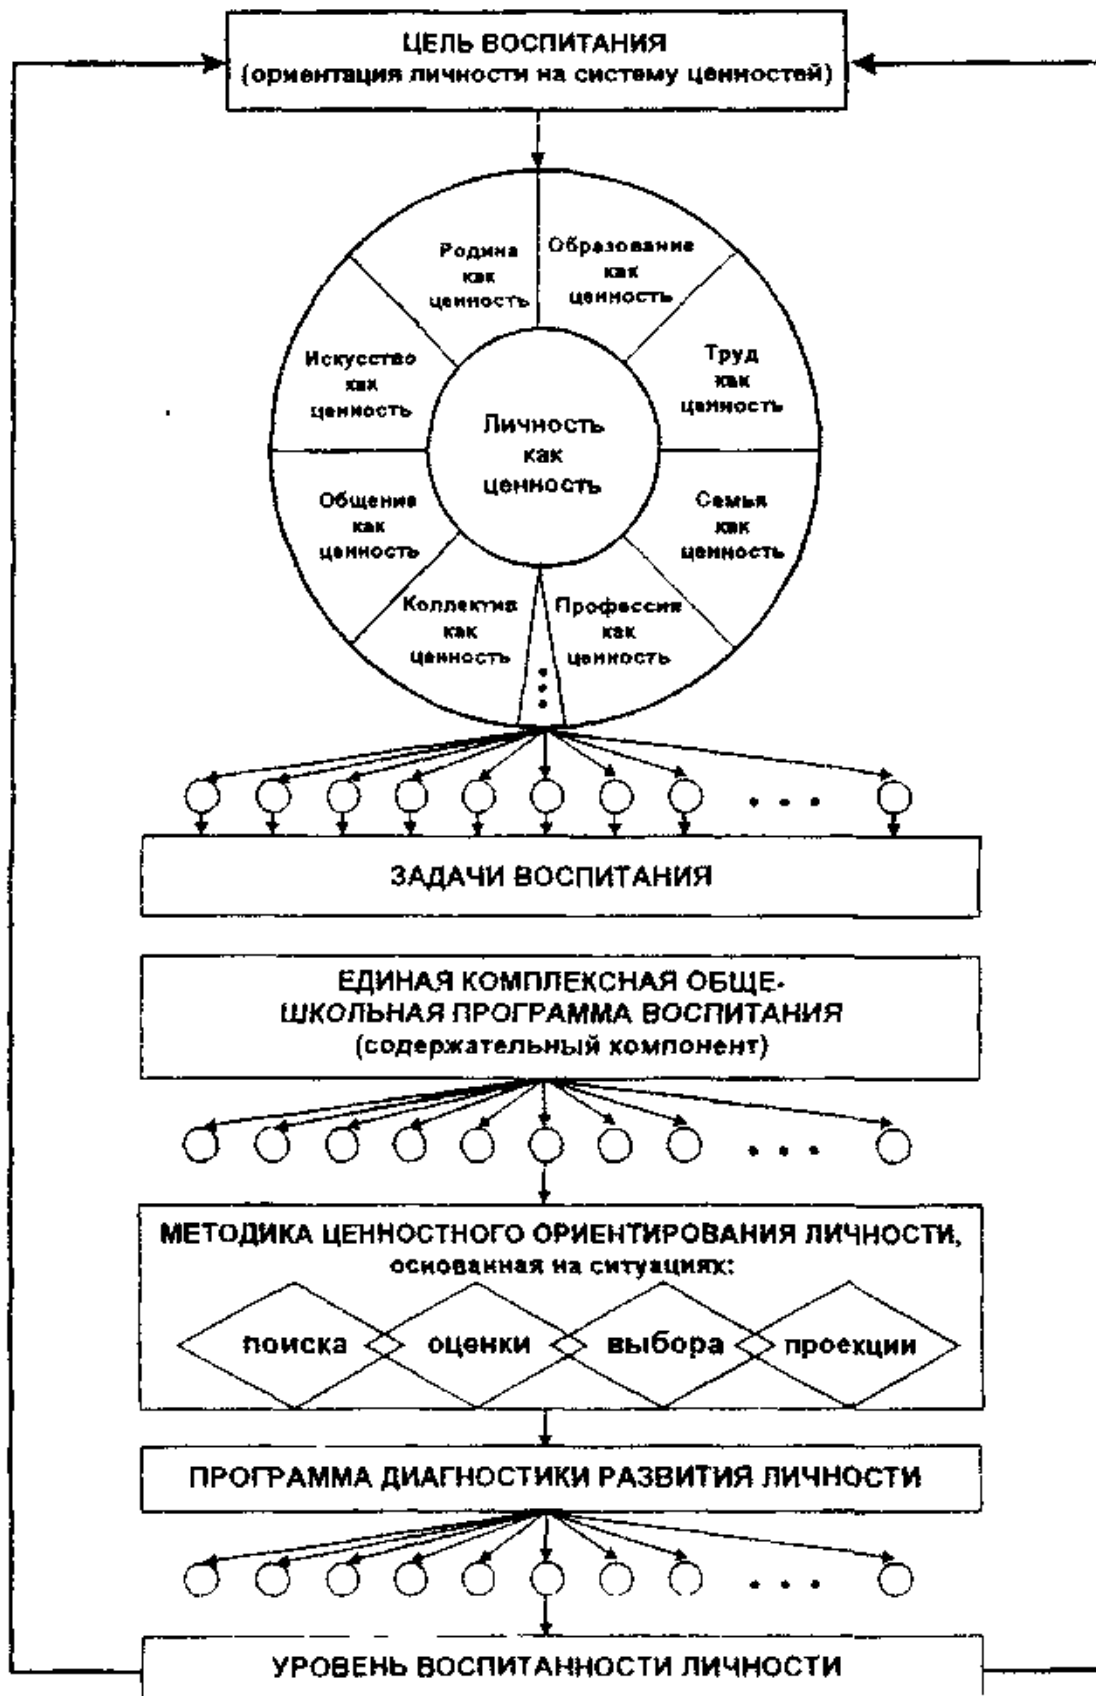 ЦЕЛЬ ВОСПИТАНИЯ
(ориентация личности на систему ценностей)
Родина
как
ценность
Образование
как
ценность
Искусство
как
ценность
Труд
как
ценность
Личность
как
ценность
Общение
как
ценность
Семья
как
ценность
Коллектив
как
ценность
Профессия
как
ценность
...
. . .
ЗАДАЧИ ВОСПИТАНИЯ
ЕДИНАЯ КОМПЛЕКСНАЯ ОБЩЕ-
ШКОЛЬНАЯ ПРОГРАММА ВОСПИТАНИЯ
(содержательный компонент)
. . .
МЕТОДИКА ЦЕННОСТНОГО ОРИЕНТИРОВАНИЯ ЛИЧНОСТИ,
основанная на ситуациях:
поиска оценки выбора проекции
ПРОГРАММА ДИАГНОСТИКИ РАЗВИТИЯ ЛИЧНОСТИ
. . .
УРОВЕНЬ ВОСПИТАННОСТИ ЛИЧНОСТИ